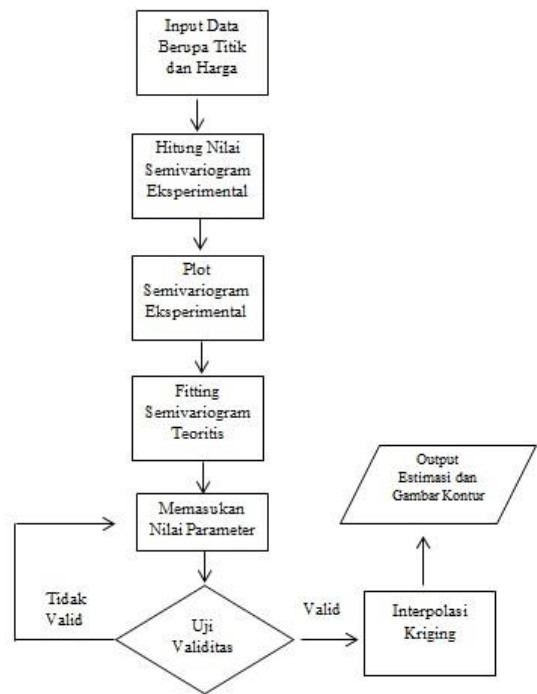 Input Data
Berupa Titik
dan Harga
Hitung Nilai
Semivariogram
Eksperimental
Plot
Semivariogram
Eksperimental
Fitting
Semivariogram
Teoritis
Memasukan
Nilai Parameter
Uji
Validitas
Tidak
Valid
Valid
Interpolasi
Kriging
Output
Estimasi dan
Gambar Kontur